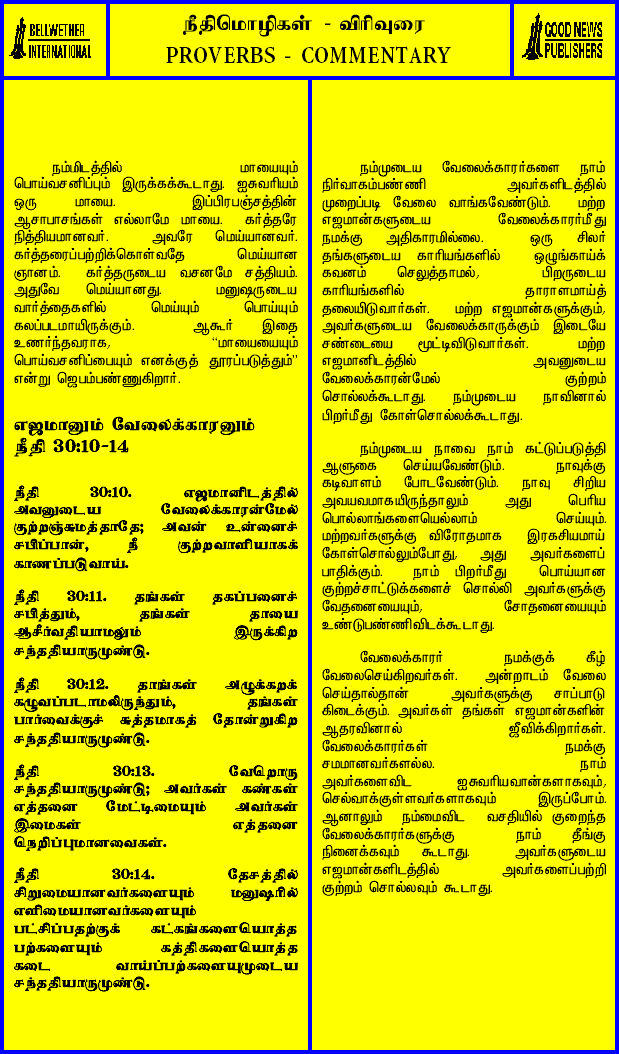 BELLWETHER
INTERNATIONAL
நீதிமொழிகள் - விரிவுரை
PROVERBS - COMMENTARY
GOOD NEWS
PUBLISHERS
நம்மிடத்தில் மாயையும்
பொய்வசனிப்பும் இருக்கக்கூடாது. ஐசுவரியம்
ஒரு மாயை. இப்பிரபஞ்சத்தின்
ஆசாபாசங்கள் எல்லாமே மாயை. கர்த்தரே
நித்தியமானவர். அவரே மெய்யானவர்.
கர்த்தரைப்பற்றிக்கொள்வதே மெய்யான
ஞானம். கர்த்தருடைய வசனமே சத்தியம்.
அதுவே மெய்யானது. மனுஷருடைய
வார்த்தைகளில் மெய்யும் பொய்யும்
கலப்படமாயிருக்கும். ஆகூர் இதை
உணர்ந்தவராக, “மாயையையும்
பொய்வசனிப்பையும் எனக்குத் தூரப்படுத்தும்”
என்று ஜெபம்பண்ணுகிறார்.
எஜமானும் வேலைக்காரனும்
நீதி 30:10-14
நீதி 30:10. எஜமானிடத்தில்
அவனுடைய வேலைக்காரன்மேல்
குற்றஞ்சுமத்தாதே; அவன் உன்னைச்
சபிப்பான், நீ குற்றவாளியாகக்
காணப்படுவாய்.
நீதி 30:11. தங்கள் தகப்பனைச்
சபித்தும், தங்கள் தாயை
ஆசீர்வதியாமலும் இருக்கிற
சந்ததியாருமுண்டு.
நீதி 30:12. தாங்கள் அழுக்கறக்
கழுவப்படாமலிருந்தும், தங்கள்
பார்வைக்குச் சுத்தமாகத் தோன்றுகிற
சந்ததியாருமுண்டு.
நீதி 30:13. வேறொரு
சந்ததியாருமுண்டு; அவர்கள் கண்கள்
எத்தனை மேட்டிமையும் அவர்கள்
இமைகள் எத்தனை
நெறிப்புமானவைகள்.
நீதி 30:14. தேசத்தில்
சிறுமையானவர்களையும் மனுஷரில்
எளிமையானவர்களையும்
பட்சிப்பதற்குக் கட்கங்களையொத்த
பற்களையும் கத்திகளையொத்த
கடை வாய்ப்பற்களையுமுடைய
சந்ததியாருமுண்டு.
நம்முடைய வேலைக்காரர்களை நாம்
நிர்வாகம்பண்ணி அவர்களிடத்தில்
முறைப்படி வேலை வாங்கவேண்டும். மற்ற
எஜமான்களுடைய வேலைக்காரர்மீது
நமக்கு அதிகாரமில்லை. ஒரு சிலர்
தங்களுடைய காரியங்களில் ஒழுங்காய்க்
கவனம் செலுத்தாமல், பிறருடைய
காரியங்களில் தாராளமாய்த்
தலையிடுவார்கள். மற்ற எஜமான்களுக்கும்,
அவர்களுடைய வேலைக்காருக்கும் இடையே
சண்டையை மூட்டிவிடுவார்கள். மற்ற
எஜமானிடத்தில் அவனுடைய
வேலைக்காரன்மேல் குற்றம்
சொல்லக்கூடாது. நம்முடைய நாவினால்
பிறர்மீது கோள்சொல்லக்கூடாது.
நம்முடைய நாவை நாம் கட்டுப்படுத்தி
ஆளுகை செய்யவேண்டும். நாவுக்கு
கடிவாளம் போடவேண்டும். நாவு சிறிய
அவயவமாகயிருந்தாலும் அது பெரிய
பொல்லாங்களையெல்லாம் செய்யும்.
மற்றவர்களுக்கு விரோதமாக இரகசியமாய்
கோள்சொல்லும்போது. அது அவர்களைப்
பாதிக்கும். நாம் பிறர்மீது பொய்யான
குற்றச்சாட்டுக்களைச் சொல்லி அவர்களுக்கு
வேதனையையும், சோதனையையும்
உண்டுபண்ணிவிடக்கூடாது.
வேலைக்காரர் நமக்குக் கீழ்
வேலைசெய்கிறவர்கள். அன்றாடம் வேலை
செய்தால்தான் அவர்களுக்கு சாப்பாடு
கிடைக்கும். அவர்கள் தங்கள் எஜமான்களின்
ஆதரவினால் ஜீவிக்கிறார்கள்.
வேலைக்காரர்கள் நமக்கு
சமமானவர்களல்ல. நாம்
அவர்களைவிட ஐசுவரியவான்களாகவும்,
செல்வாக்குள்ளவர்களாகவும் இருப்போம்.
ஆனாலும் நம்மைவிட வசதியில் குறைந்த
வேலைக்காரர்களுக்கு நாம் தீங்கு
நினைக்கவும் கூடாது. அவர்களுடைய
எஜமான்களிடத்தில் அவர்களைப்பற்றி
குற்றம் சொல்லவும் கூடாது.